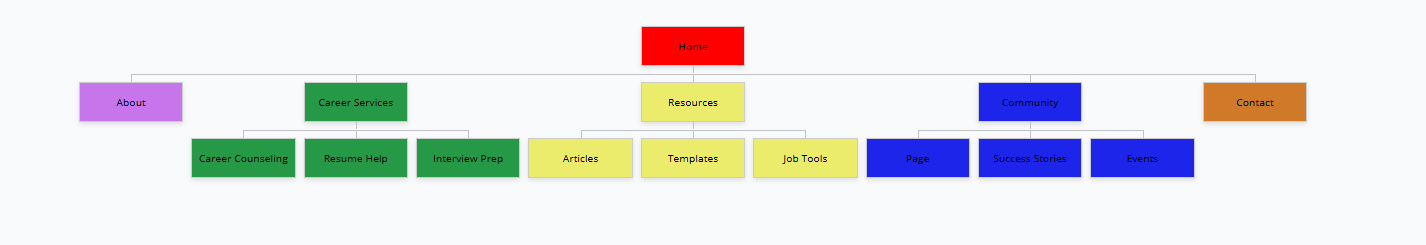 Home
About
Career Services
Resources
Community
Contact
Career Counseling
Resume Help
Interview Prep
Articles
Templates
Job Tools
Page
Success Stories
Events